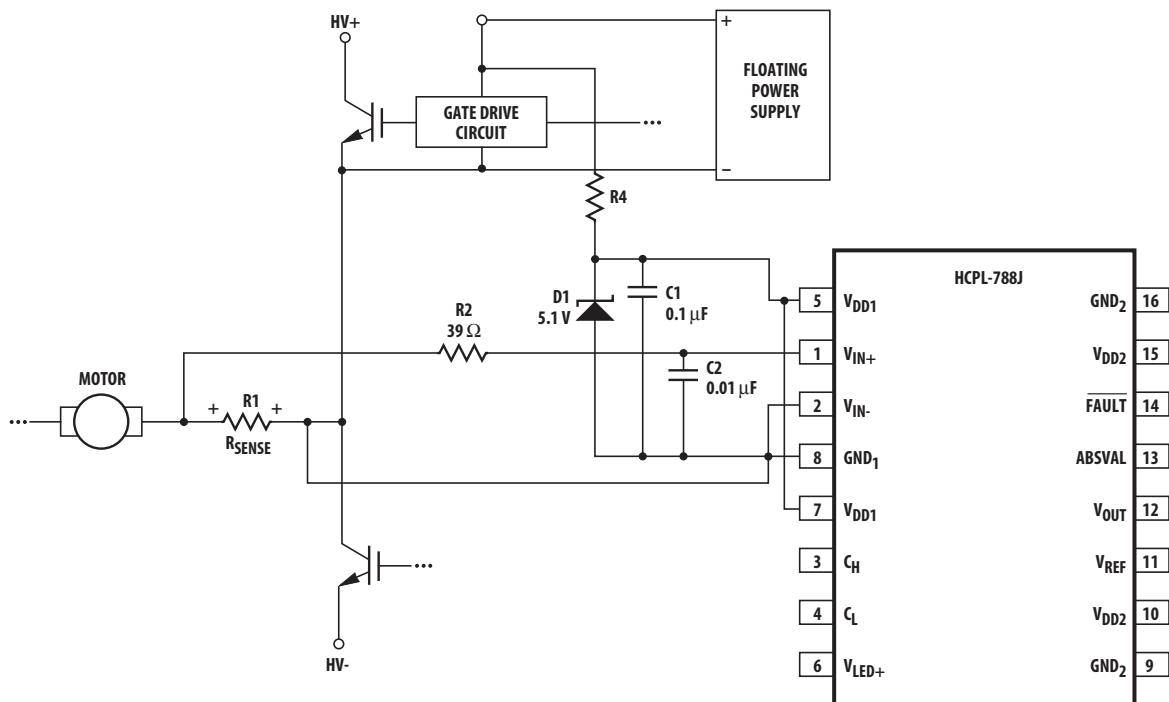 HV+
+
FLOATING
POWER
SUPPLY
−
GATE DRIVE
CIRCUIT
•••
R4
HCPL-788J
D1
5.1 V
C1
0.1 µF
R2
39 Ω
C2
0.01 µF
MOTOR
•••
+ R1 +
RSENSE
•••
HV-
5 VDD1
1 VIN+
2 VIN-
8 GND1
7 VDD1
3 CH
4 CL
6 VLED+
GND2 16
VDD2 15
FAULT 14
ABSVAL 13
VOUT 12
VREF 11
VDD2 10
GND2 9